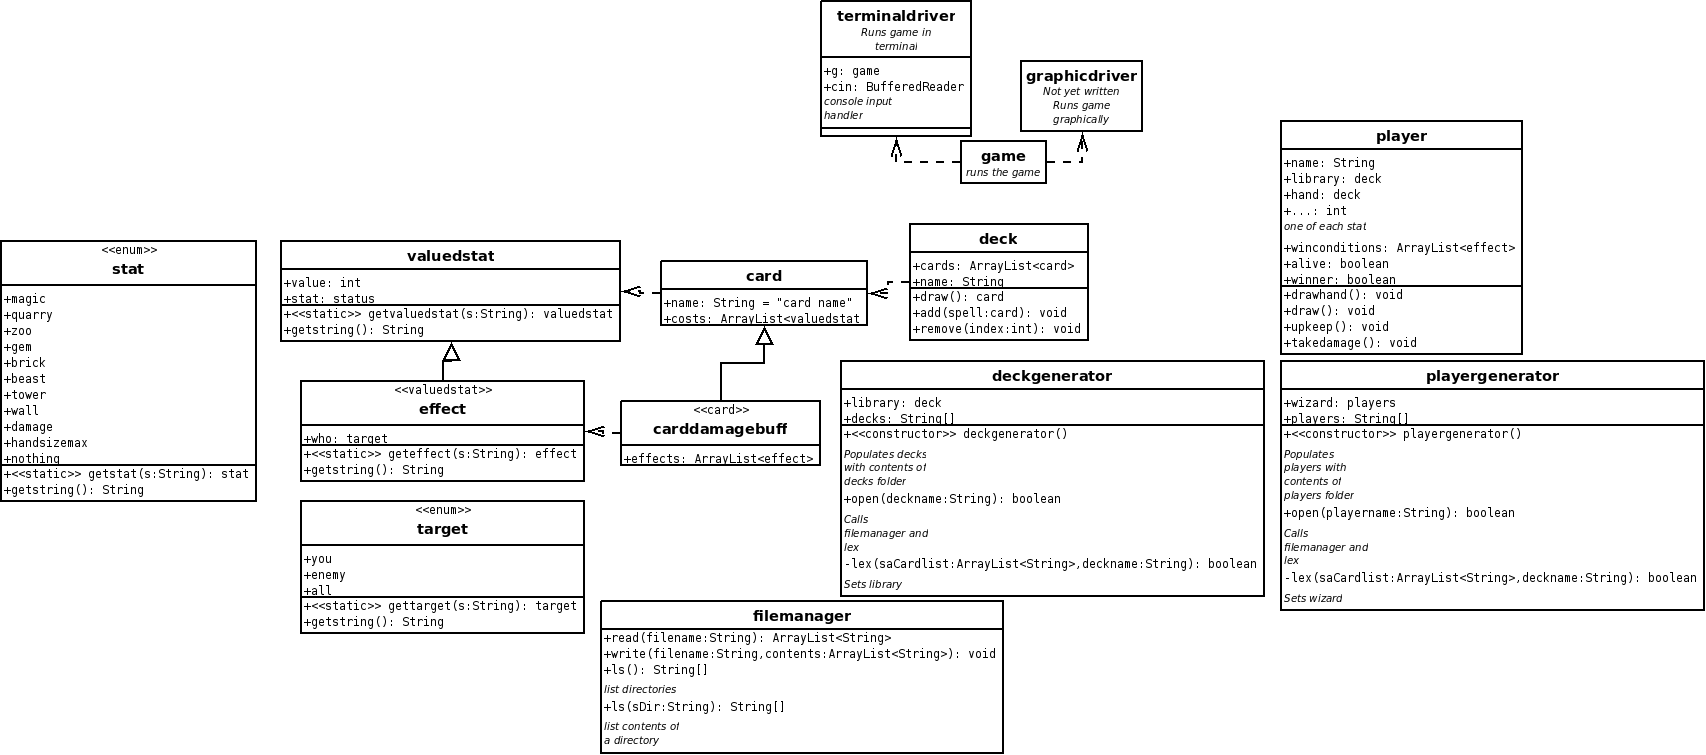 terminaldriver
Runs game in
terminal
+g: game
+cin: BufferedReader
console input
handler
graphicdriver
Not yet written
Runs game
graphically
game
runs the game
player
+name: String
+library: deck
+hand: deck
+...: int
one of each stat
+winconditions: ArrayList<effect>
+alive: boolean
+winner: boolean
+drawhand(): void
+draw(): void
+upkeep(): void
+takedamage(): void
<<enum>>
stat
+magic
+quarry
+zoo
+gem
+brick
+beast
+tower
+wall
+damage
+handsizemax
+nothing
+<<static>> getstat(s:String): stat
+getstring(): String
valuedstat
+value: int
+stat: status
+<<static>> getvaluedstat(s:String): valuedstat
+getstring(): String
card
+name: String = "card name"
+costs: ArrayList<valuedstat
deck
+cards: ArrayList<card>
+name: String
+draw(): card
+add(spell:card): void
+remove(index:int): void
<<valuedstat>>
effect
+who: target
+<<static>> geteffect(s:String): effect
+getstring(): String
<<card>>
carddamagebuff
+effects: ArrayList<effect>
deckgenerator
+library: deck
+decks: String[]
+<<constructor>> deckgenerator()
Populates decks
with contents of
decks folder
+open(deckname:String): boolean
Calls
filemanager and
lex
-lex(saCardlist:ArrayList<String>,deckname:String): boolean
Sets library
playergenerator
+wizard: players
+players: String[]
+<<constructor>> playergenerator()
Populates
players with
contents of
players folder
+open(playername:String): boolean
Calls
filemanager and
lex
-lex(saCardlist:ArrayList<String>,deckname:String): boolean
Sets wizard
<<enum>>
target
+you
+enemy
+all
+<<static>> gettarget(s:String): target
+getstring(): String
filemanager
+read(filename:String): ArrayList<String>
+write(filename:String,contents:ArrayList<String>): void
+ls(): String[]
list directories
+ls(sDir:String): String[]
list contents of
a directory